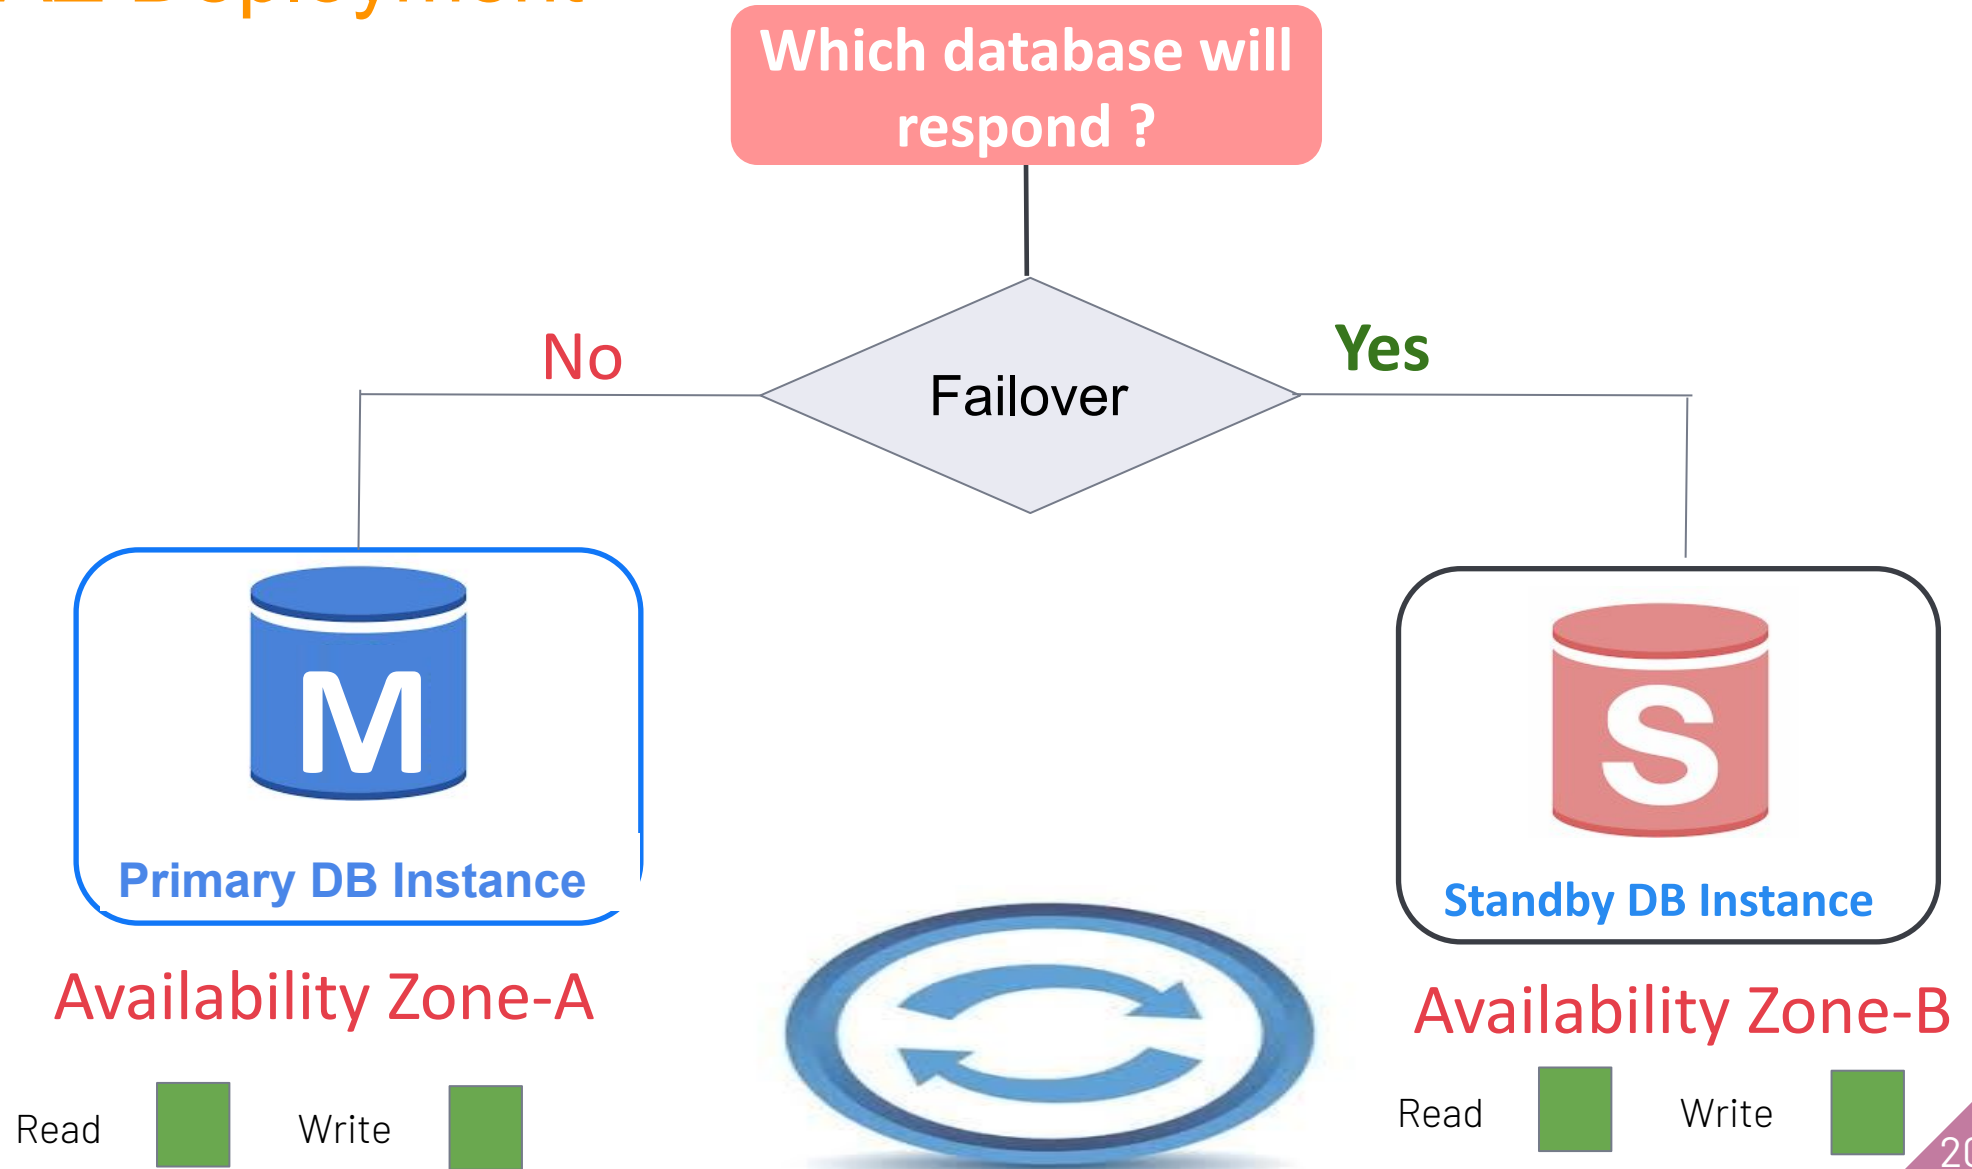 Deployment
Which database will
respond ?
No
Yes
Failover
M
S
Primary DB Instance
Standby DB Instance
Availability Zone-A
Availability Zone-B
Read
Write
Read
Write